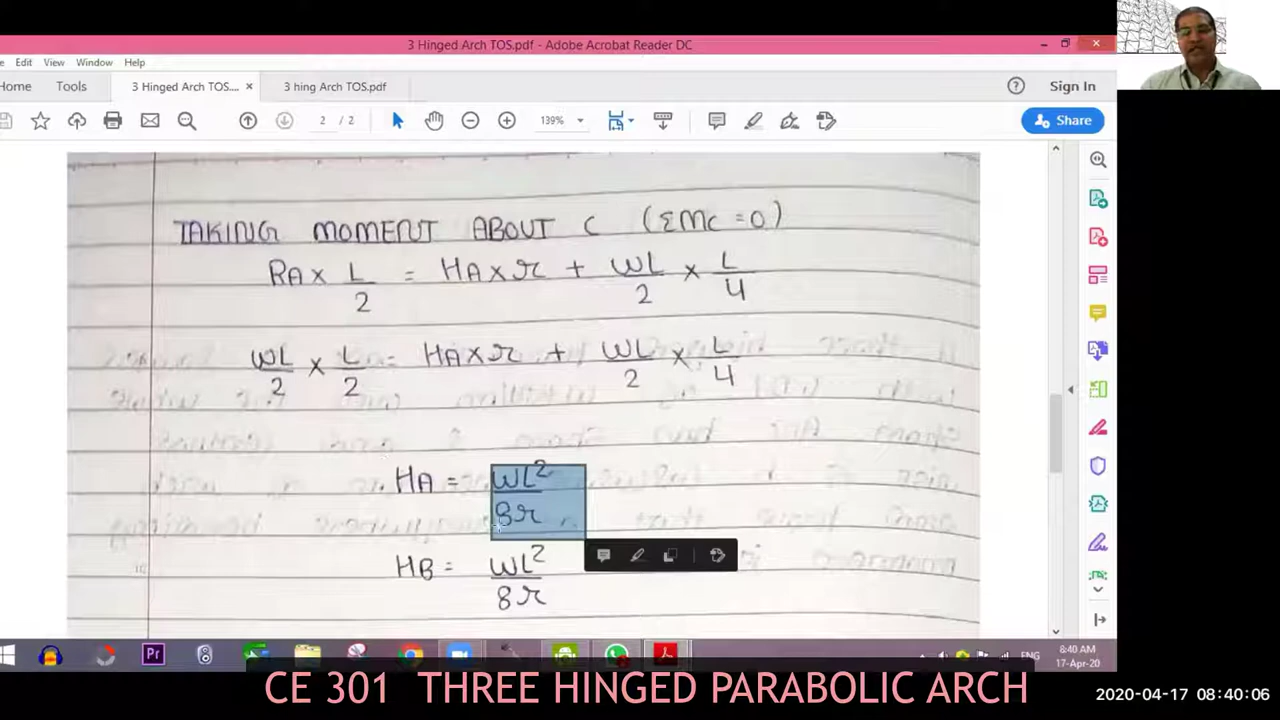 3 Hinged Arch TOS.pdf - Adobe Acrobat Reader DC
Edit View Window Help
Home Tools 3 Hinged Arch TOS.... × 3 hing Arch TOS.pdf Sign In
2 / 2 139% Share
TAKING MOMENT ABOUT C (ΣMC = 0)
RA × L/2 = HA × r + WL/2 × L/4
WL/2 × L/2 = HA × r + WL/2 × L/4
HA = WL²/8r
HB = WL²/8r
Pr ENG 8:40 AM
17-Apr-20
CE 301 THREE HINGED PARABOLIC ARCH
2020-04-17 08:40:06